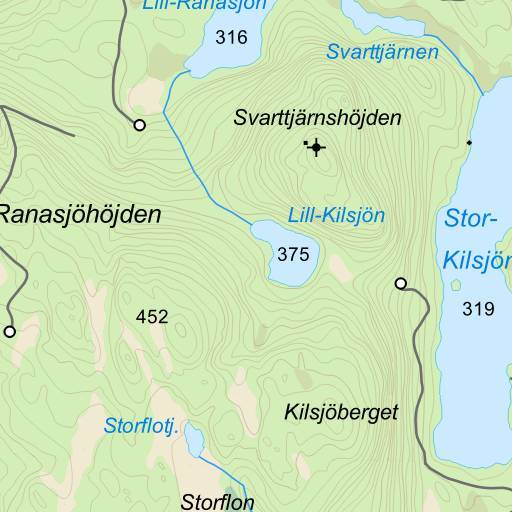 Lill-Ranasjön
316
Svarttjärnen
Svarttjärnshöjden
Ranasjöhöjden
Lill-Kilsjön
Stor-
Kilsjön
375
319
452
Kilsjöberget
Storflotj.
Storflon